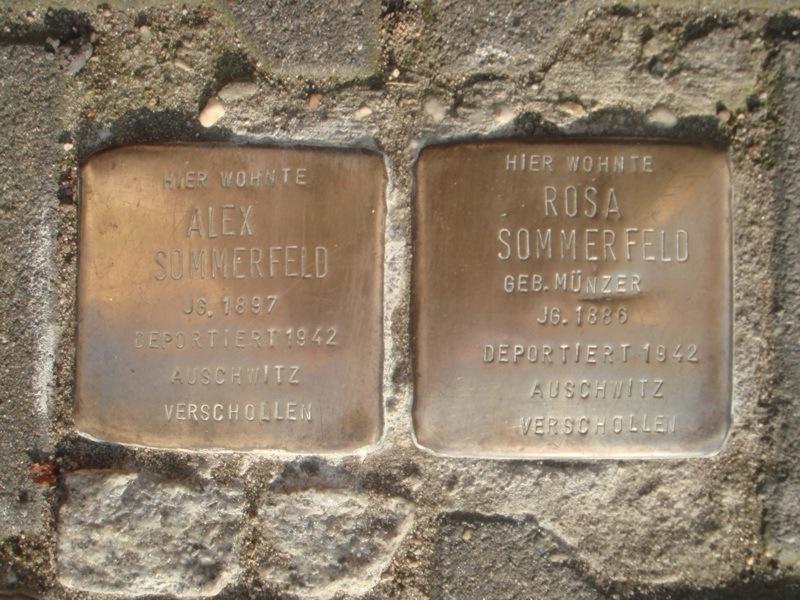 HIER WOHNTE
ALEX
SOMMERFELD
JG. 1897
DEPORTIERT 1942
AUSCHWITZ
VERSCHOLLEN
HIER WOHNTE
ROSA
SOMMERFELD
GEB. MÜNZER
JG. 1886
DEPORTIERT 1942
AUSCHWITZ
VERSCHOLLEN